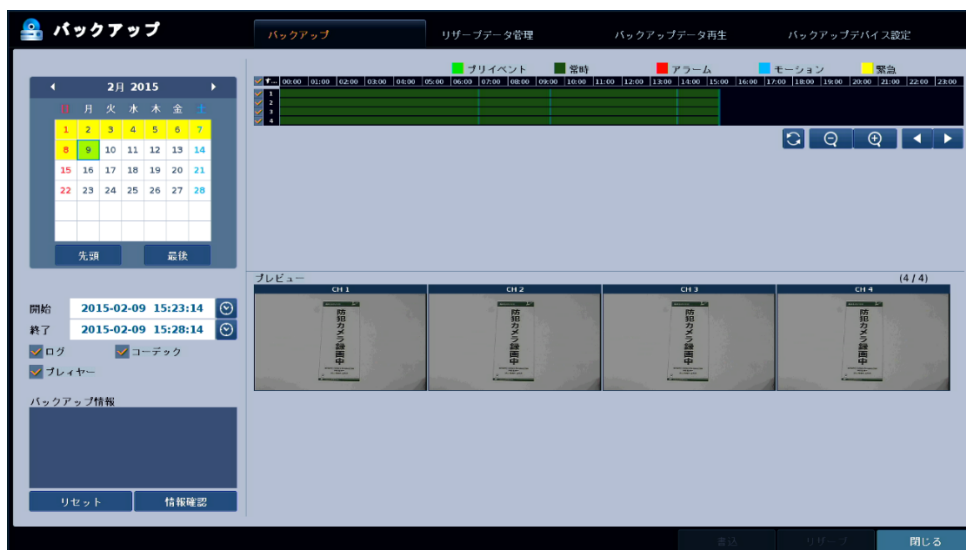 バックアップ
バックアップ
リザーブデータ管理
バックアップデータ再生
バックアップデバイス設定
2月 2015
日 月 火 水 木 金 土
1 2 3 4 5 6 7
8 9 10 11 12 13 14
15 16 17 18 19 20 21
22 23 24 25 26 27 28
先頭 最後
開始 2015-02-09 15:23:14
終了 2015-02-09 15:28:14
ログ コーデック
プレイヤー
バックアップ情報
リセット 情報確認
プリイベント 常時 アラーム モーション 緊急
00:00 01:00 02:00 03:00 04:00 05:00 06:00 07:00 08:00 09:00 10:00 11:00 12:00 13:00 14:00 15:00 16:00 17:00 18:00 19:00 20:00 21:00 22:00 23:00
1
2
3
4
プレビュー (4 / 4)
CH 1 CH 2 CH 3 CH 4
防犯カメラ録画中
防犯カメラ録画中
防犯カメラ録画中
防犯カメラ録画中
書込 リザーブ 閉じる